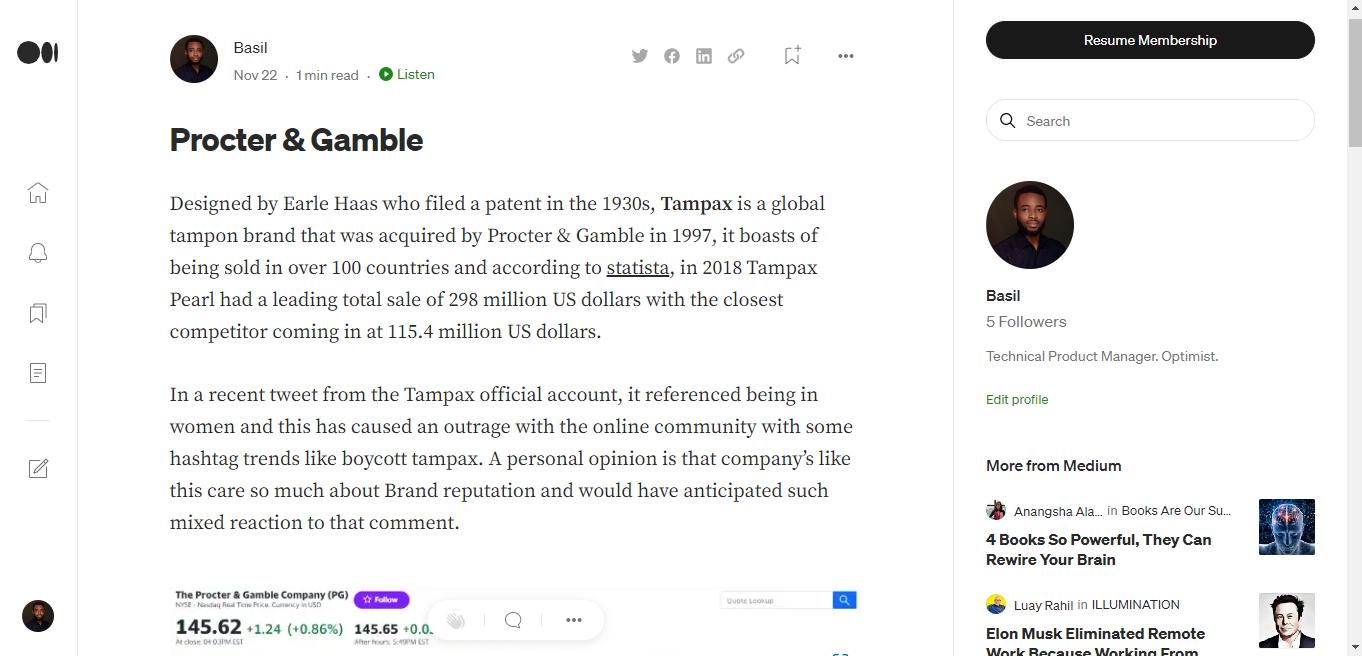 Basil
Nov 22 · 1 min read · Listen
Procter & Gamble
Designed by Earle Haas who filed a patent in the 1930s, Tampax is a global
tampon brand that was acquired by Procter & Gamble in 1997, it boasts of
being sold in over 100 countries and according to statista, in 2018 Tampax
Pearl had a leading total sale of 298 million US dollars with the closest
competitor coming in at 115.4 million US dollars.
In a recent tweet from the Tampax official account, it referenced being in
women and this has caused an outrage with the online community with some
hashtag trends like boycott tampax. A personal opinion is that company’s like
this care so much about Brand reputation and would have anticipated such
mixed reaction to that comment.
The Procter & Gamble Company (PG)
Follow
NYSE - Nasdaq Real Time Price. Currency in USD
Quote Lookup
145.62 +1.24 (+0.86%) 145.65 +0.0
At close: 04:03PM EST
After hours: 5:49PM EST
Resume Membership
Search
Basil
5 Followers
Technical Product Manager. Optimist.
Edit profile
More from Medium
Anangsha Ala... in Books Are Our Su...
4 Books So Powerful, They Can
Rewire Your Brain
Luay Rahil in ILLUMINATION
Elon Musk Eliminated Remote
Work Because Working From